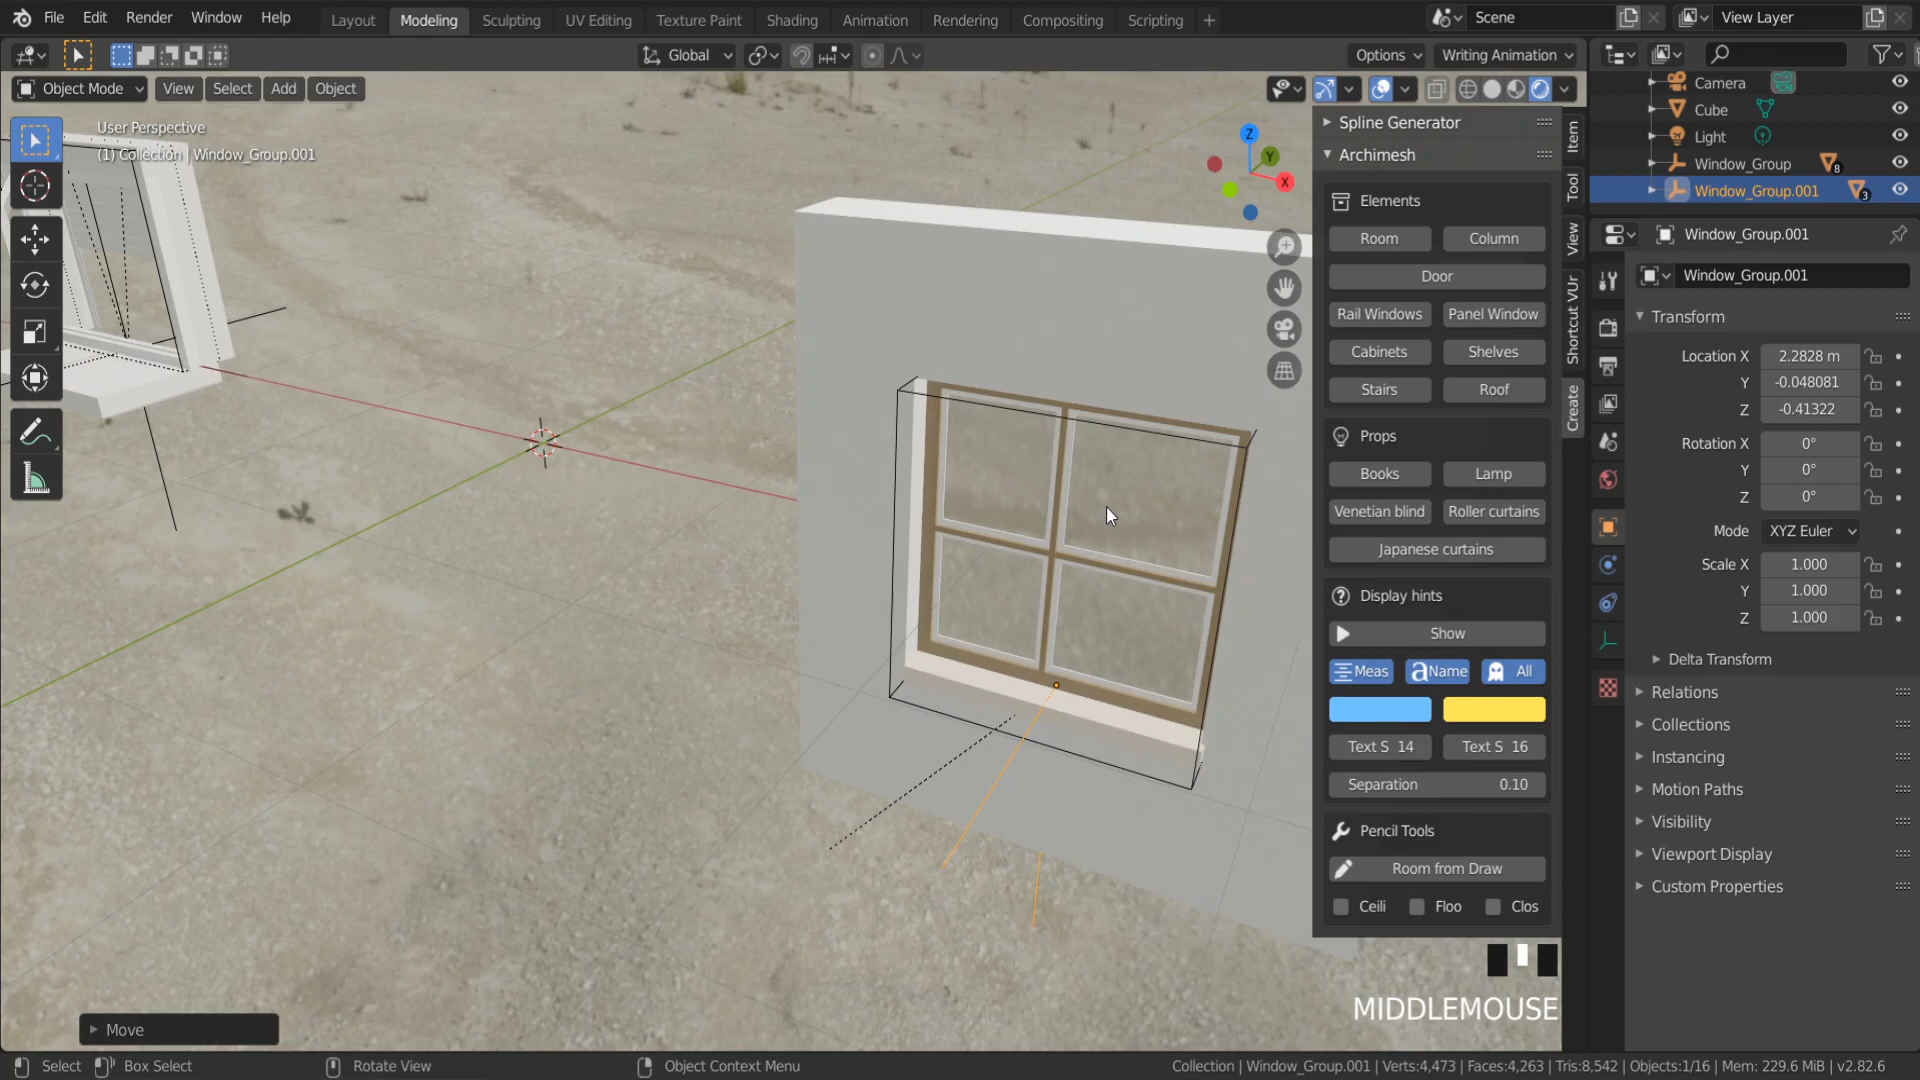 File Edit Render Window Help Layout Modeling Sculpting UV Editing Texture Paint Shading Animation Rendering Compositing Scripting + Scene View Layer
Global Options Writing Animation
Object Mode View Select Add Object
User Perspective
(1) Collection | Window_Group.001
Z
Y
X
Spline Generator
Archimesh
Elements
Room Column
Door
Rail Windows Panel Window
Cabinets Shelves
Stairs Roof
Props
Books Lamp
Venetian blind Roller curtains
Japanese curtains
Display hints
Show
Meas aName All
Text S 14 Text S 16
Separation 0.10
Pencil Tools
Room from Draw
Ceili Floo Clos
Item
Tool
View
Shortcut VUr
Create
Camera
Cube
Light
Window_Group 8
Window_Group.001 3
Window_Group.001
Window_Group.001
Transform
Location X 2.2828 m
Y -0.048081
Z -0.41322
Rotation X 0°
Y 0°
Z 0°
Mode XYZ Euler
Scale X 1.000
Y 1.000
Z 1.000
Delta Transform
Relations
Collections
Instancing
Motion Paths
Visibility
Viewport Display
Custom Properties
MIDDLEMOUSE
Move
Select Box Select Rotate View Object Context Menu Collection | Window_Group.001 | Verts:4,473 | Faces:4,263 | Tris:8,542 | Objects:1/16 | Mem: 229.6 MiB | v2.82.6